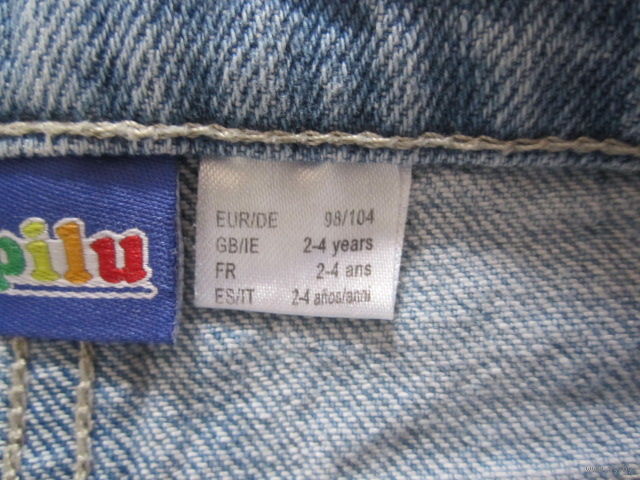 pilu
EUR/DE 98/104
GB/IE 2-4 years
FR 2-4 ans
ES/IT 2-4 años/anni